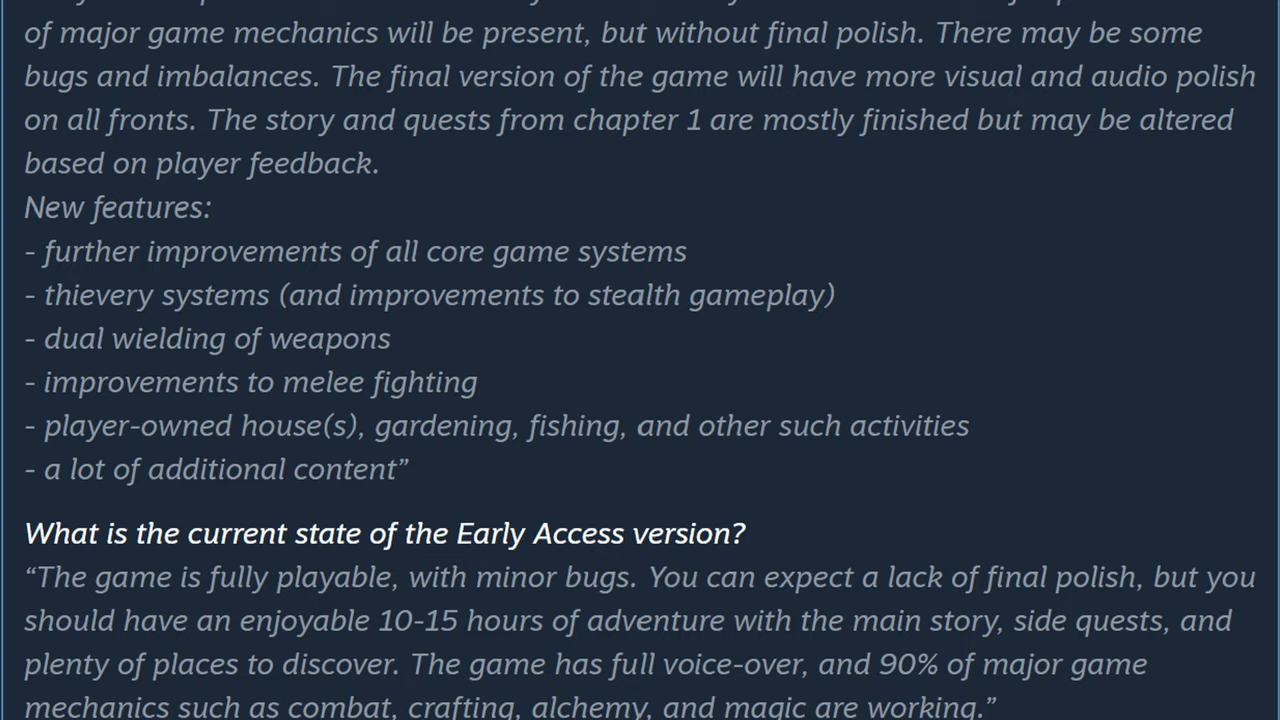 of major game mechanics will be present, but without final polish. There may be some
bugs and imbalances. The final version of the game will have more visual and audio polish
on all fronts. The story and quests from chapter 1 are mostly finished but may be altered
based on player feedback.
New features:
- further improvements of all core game systems
- thievery systems (and improvements to stealth gameplay)
- dual wielding of weapons
- improvements to melee fighting
- player-owned house(s), gardening, fishing, and other such activities
- a lot of additional content”
What is the current state of the Early Access version?
“The game is fully playable, with minor bugs. You can expect a lack of final polish, but you
should have an enjoyable 10-15 hours of adventure with the main story, side quests, and
plenty of places to discover. The game has full voice-over, and 90% of major game
mechanics such as combat, crafting, alchemy, and magic are working.”